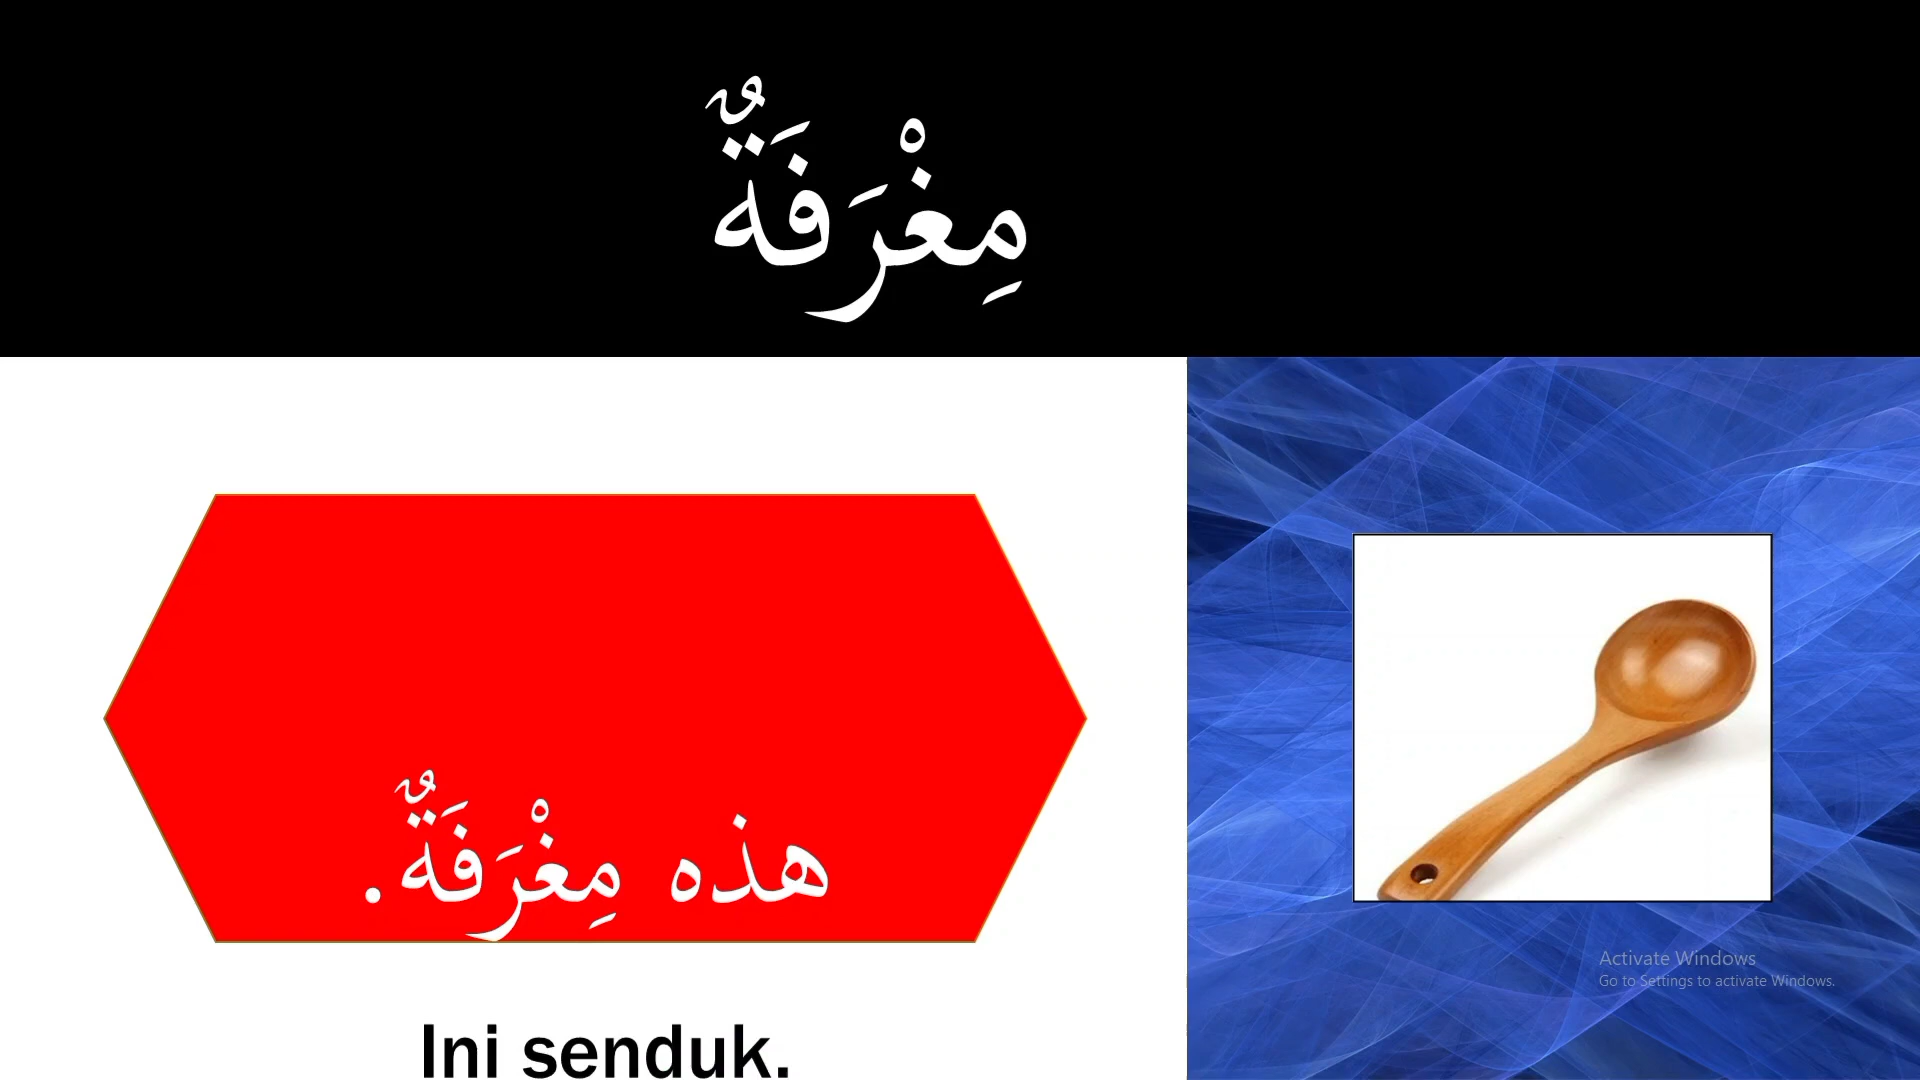 مِغْرَفَةٌ
هذه مِغْرَفَةٌ.
Ini senduk.
Activate Windows
Go to Settings to activate Windows.